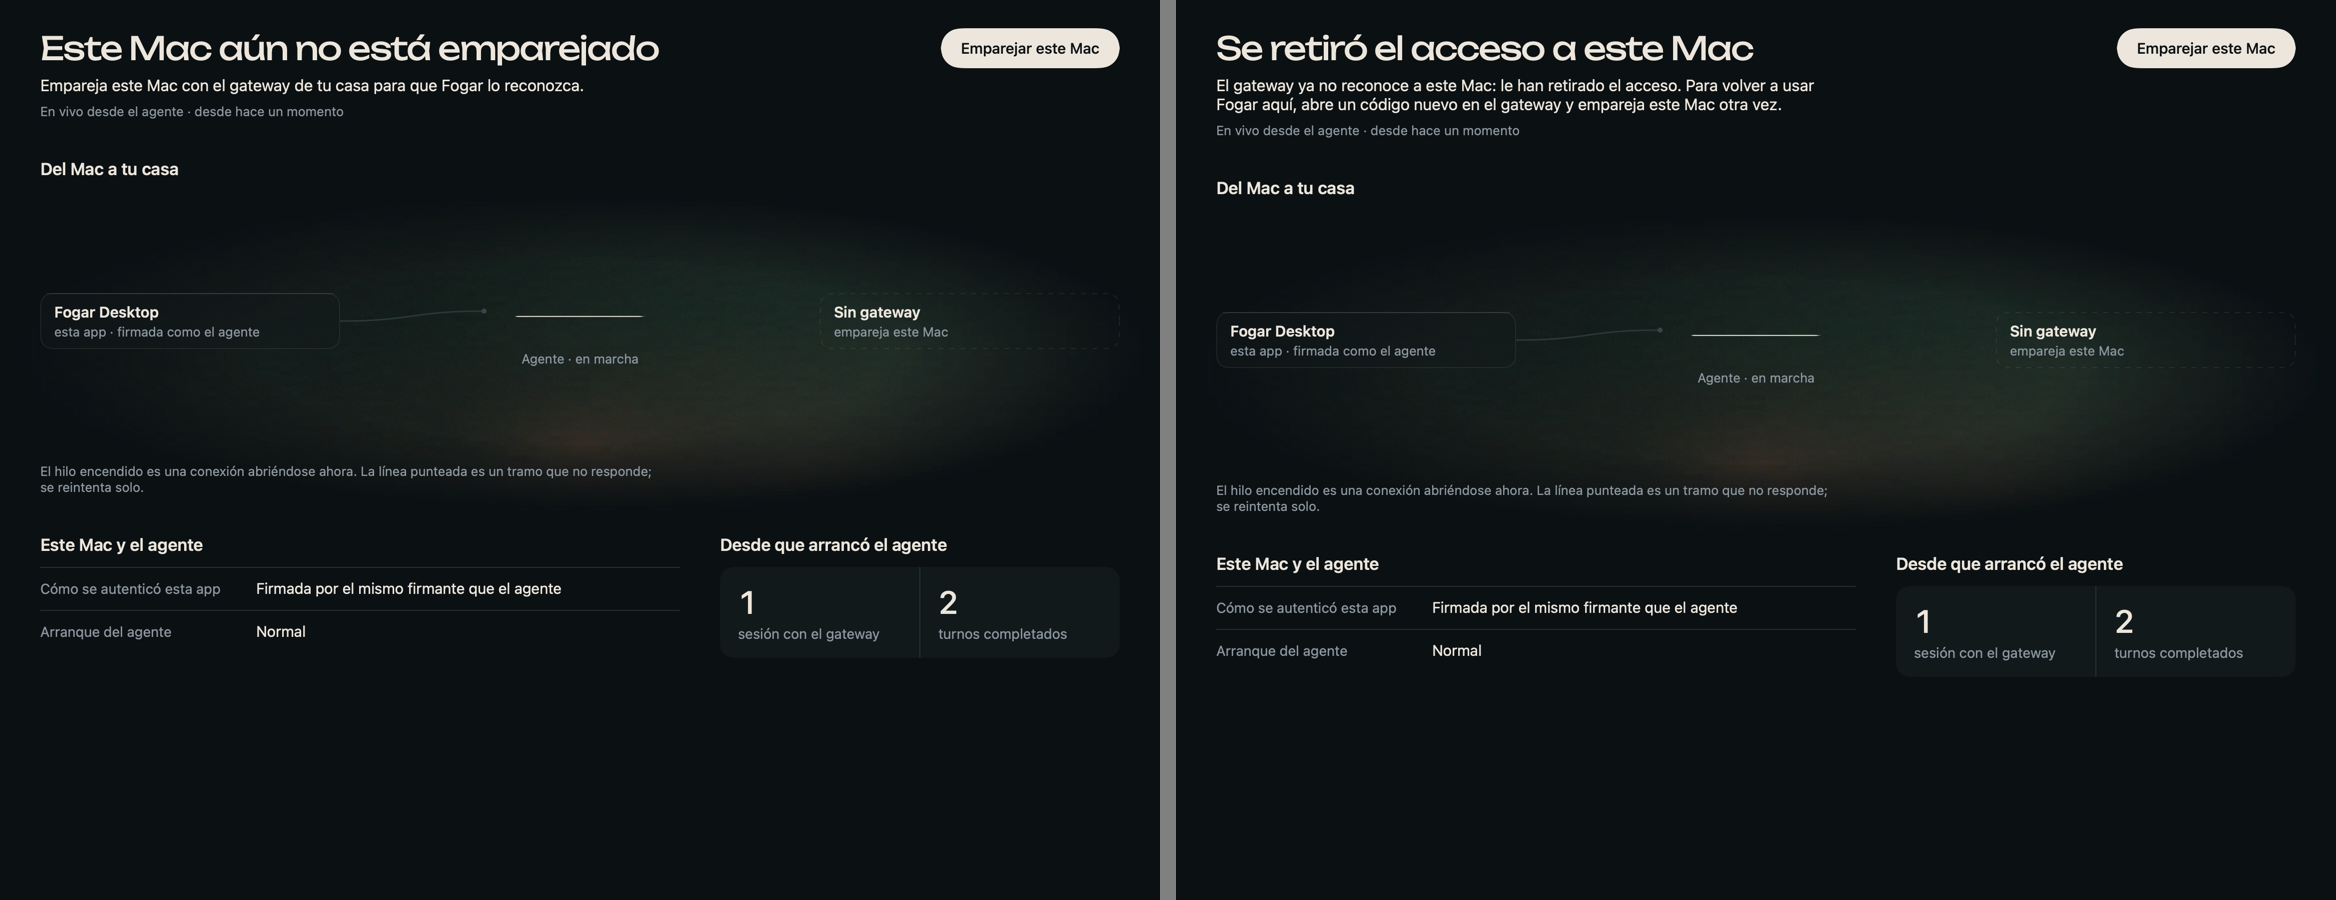 Este Mac aún no está emparejado
Emparejar este Mac
Empareja este Mac con el gateway de tu casa para que Fogar lo reconozca.
En vivo desde el agente · desde hace un momento
Del Mac a tu casa
Fogar Desktop
esta app · firmada como el agente
Agente · en marcha
Sin gateway
empareja este Mac
El hilo encendido es una conexión abriéndose ahora. La línea punteada es un tramo que no responde;
se reintenta solo.
Este Mac y el agente
Cómo se autenticó esta app Firmada por el mismo firmante que el agente
Arranque del agente Normal
Desde que arrancó el agente
1
sesión con el gateway
2
turnos completados
Se retiró el acceso a este Mac
Emparejar este Mac
El gateway ya no reconoce a este Mac: le han retirado el acceso. Para volver a usar
Fogar aquí, abre un código nuevo en el gateway y empareja este Mac otra vez.
En vivo desde el agente · desde hace un momento
Del Mac a tu casa
Fogar Desktop
esta app · firmada como el agente
Agente · en marcha
Sin gateway
empareja este Mac
El hilo encendido es una conexión abriéndose ahora. La línea punteada es un tramo que no responde;
se reintenta solo.
Este Mac y el agente
Cómo se autenticó esta app Firmada por el mismo firmante que el agente
Arranque del agente Normal
Desde que arrancó el agente
1
sesión con el gateway
2
turnos completados